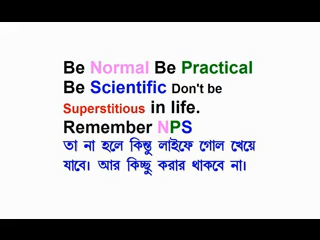 Be Normal Be Practical
Be Scientific Don't be
Superstitious in life.
Remember NPS
তা না হলে কিন্তু লাইফে গোল খেয়ে
যাবে। আর কিচ্ছু করার থাকবে না।